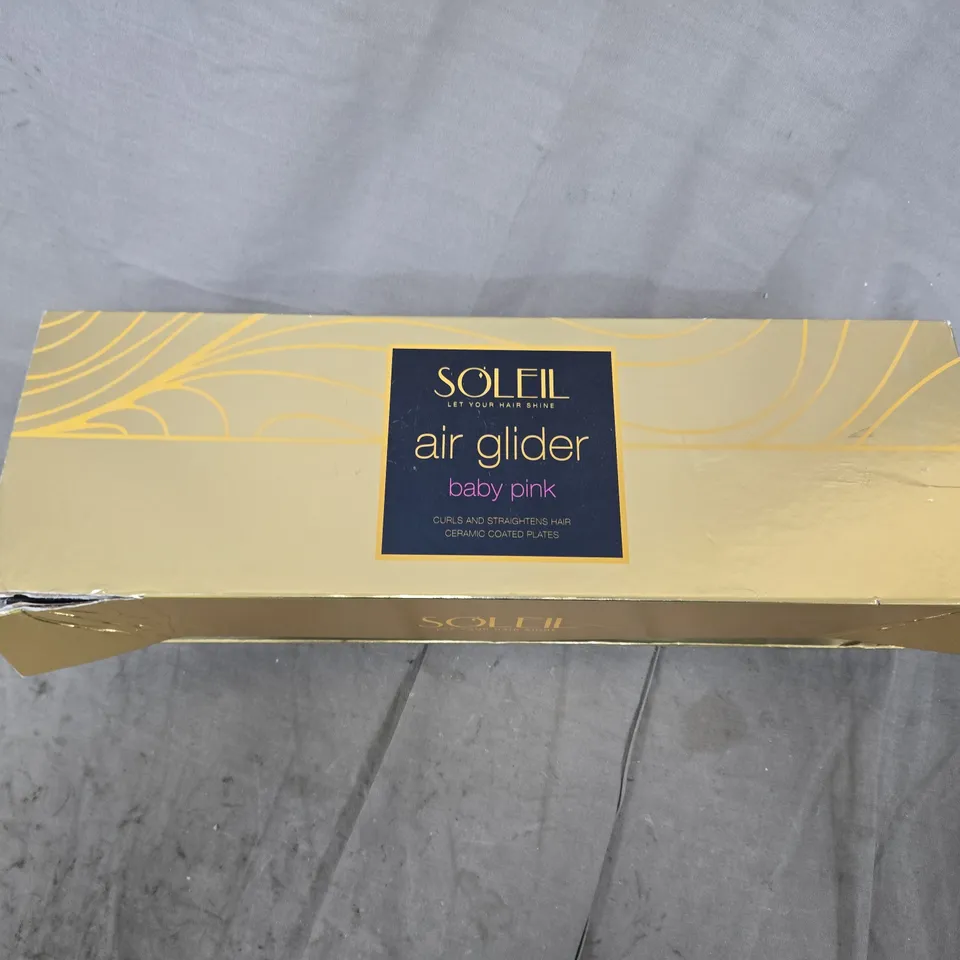 SOLEIL
LET YOUR HAIR SHINE
air glider
baby pink
CURLS AND STRAIGHTENS HAIR
CERAMIC COATED PLATES
SOLEIL